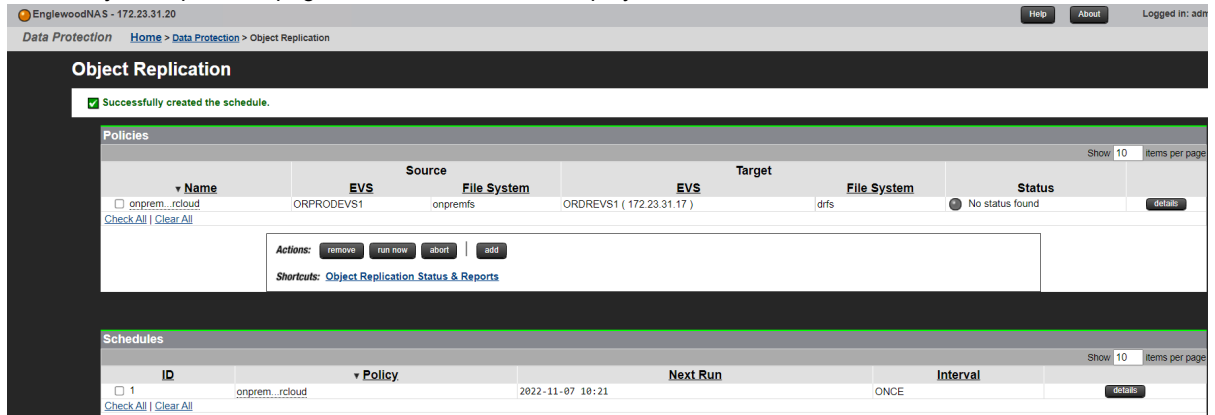 EnglewoodNAS - 172.23.31.20 Help About Logged in: adm
Data Protection Home > Data Protection > Object Replication
Object Replication
Successfully created the schedule.
Policies
Show 10 items per page
Source Target
▼ Name EVS File System EVS File System Status
onprem...rcloud ORPRODEVS1 onpremfs ORDREVS1 ( 172.23.31.17 ) drfs No status found details
Check All | Clear All
Actions: remove run now abort | add
Shortcuts: Object Replication Status & Reports
Schedules
Show 10 items per page
ID ▼ Policy Next Run Interval
1 onprem...rcloud 2022-11-07 10:21 ONCE details
Check All | Clear All